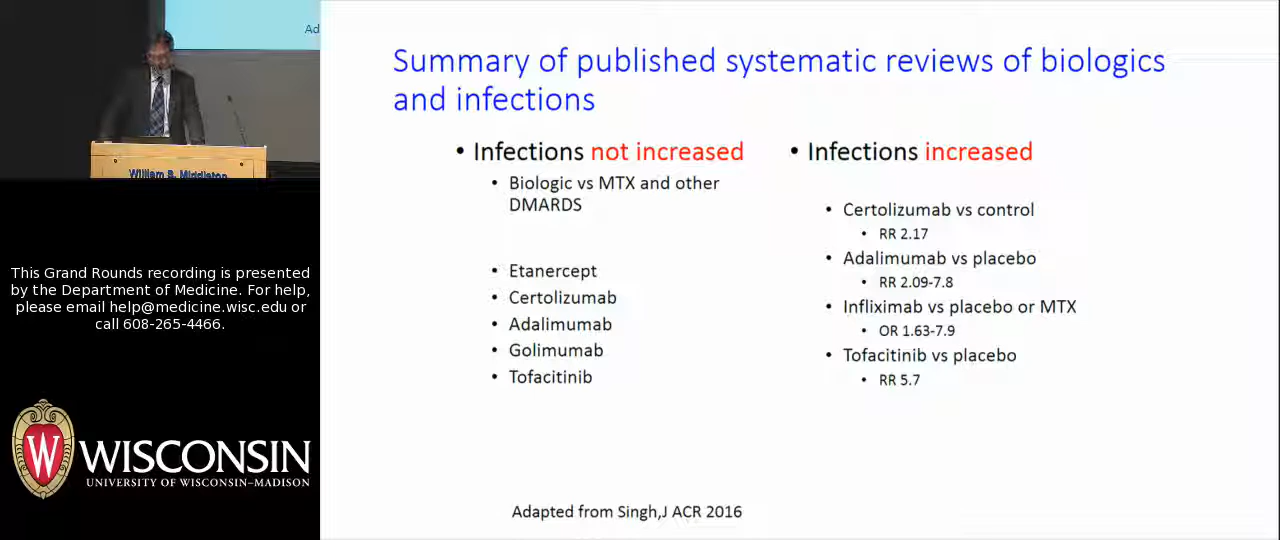 Ad
William S. Middleton
This Grand Rounds recording is presented
by the Department of Medicine. For help,
please email help@medicine.wisc.edu or
call 608-265-4466.
W
WISCONSIN
UNIVERSITY OF WISCONSIN–MADISON
Summary of published systematic reviews of biologics
and infections
• Infections not increased
• Biologic vs MTX and other
DMARDS
• Etanercept
• Certolizumab
• Adalimumab
• Golimumab
• Tofacitinib
• Infections increased
• Certolizumab vs control
• RR 2.17
• Adalimumab vs placebo
• RR 2.09-7.8
• Infliximab vs placebo or MTX
• OR 1.63-7.9
• Tofacitinib vs placebo
• RR 5.7
Adapted from Singh,J ACR 2016